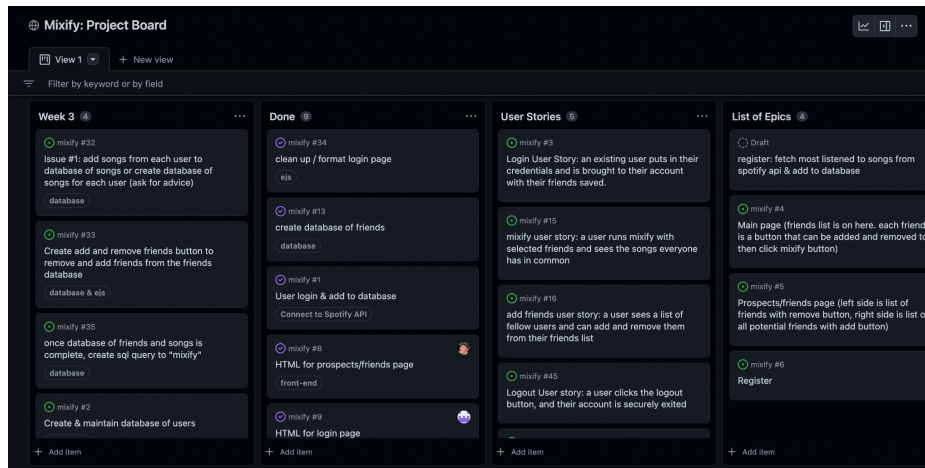 Mixify: Project Board
View 1
+ New view
Filter by keyword or by field
Week 3 4
mixify #32
Issue #1: add songs from each user to
database of songs or create database of
songs for each user (ask for advice)
database
mixify #33
Create add and remove friends button to
remove and add friends from the friends
database
database & ejs
mixify #35
once database of friends and songs is
complete, create sql query to "mixify"
database
mixify #2
Create & maintain database of users
+ Add item
Done 9
mixify #34
clean up / format login page
ejs
mixify #13
create database of friends
database
mixify #1
User login & add to database
Connect to Spotify API
mixify #8
HTML for prospects/friends page
front-end
mixify #9
HTML for login page
+ Add item
User Stories 5
mixify #3
Login User Story: an existing user puts in their
credentials and is brought to their account
with their friends saved.
mixify #15
mixify user story: a user runs mixify with
selected friends and sees the songs everyone
has in common
mixify #16
add friends user story: a user sees a list of
fellow users and can add and remove them
from their friends list
mixify #45
Logout User story: a user clicks the logout
button, and their account is securely exited
+ Add item
List of Epics 4
Draft
register: fetch most listened to songs from
spotify api & add to database
mixify #4
Main page (friends list is on here. each friend
is a button that can be added and removed to
then click mixify button)
mixify #5
Prospects/friends page (left side is list of
friends with remove button, right side is list o
all potential friends with add button)
mixify #6
Register
+ Add item